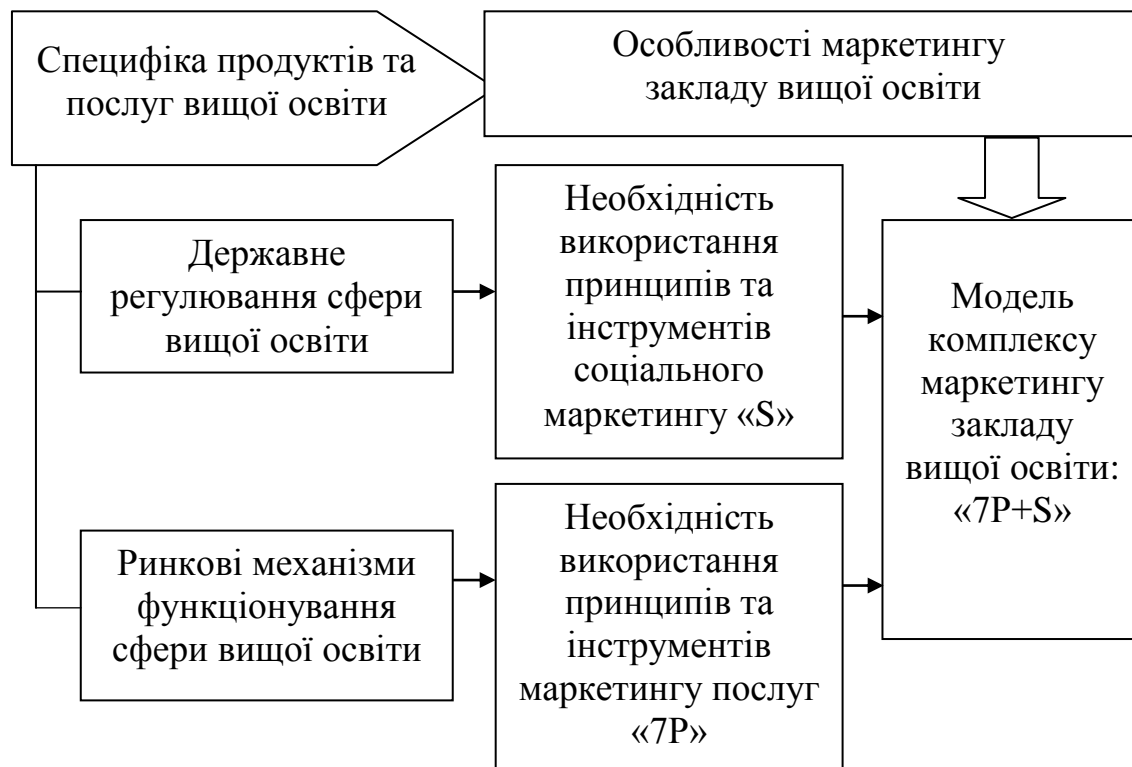 Специфіка продуктів та
послуг вищої освіти
Особливості маркетингу
закладу вищої освіти
Державне
регулювання сфери
вищої освіти
Необхідність
використання
принципів та
інструментів
соціального
маркетингу «S»
Модель
комплексу
маркетингу
закладу
вищої освіти:
«7P+S»
Ринкові механізми
функціонування
сфери вищої освіти
Необхідність
використання
принципів та
інструментів
маркетингу послуг
«7P»